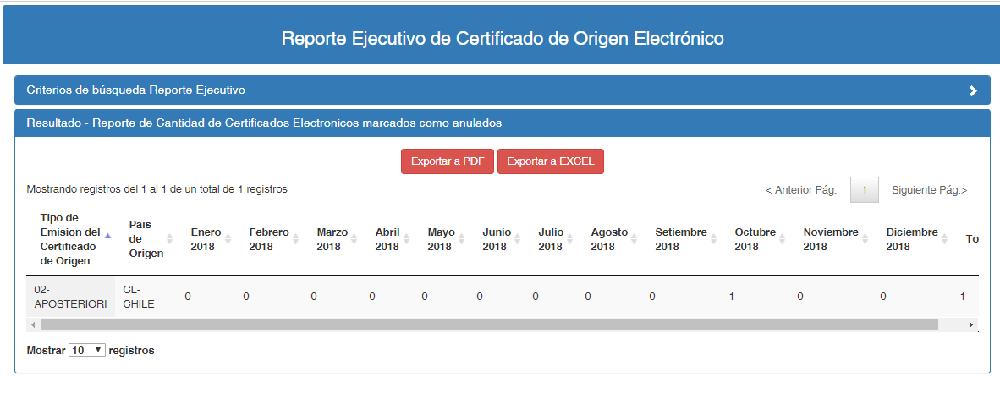 Reporte Ejecutivo de Certificado de Origen Electrónico
Criterios de búsqueda Reporte Ejecutivo
Resultado - Reporte de Cantidad de Certificados Electronicos marcados como anulados
Exportar a PDF Exportar a EXCEL
Mostrando registros del 1 al 1 de un total de 1 registros
< Anterior Pág. 1 Siguiente Pág.>
Tipo de Emision del Certificado de Origen Pais de Origen Enero 2018 Febrero 2018 Marzo 2018 Abril 2018 Mayo 2018 Junio 2018 Julio 2018 Agosto 2018 Setiembre 2018 Octubre 2018 Noviembre 2018 Diciembre 2018 To
02-APOSTERIORI CL-CHILE 0 0 0 0 0 0 0 0 0 1 0 0 1
Mostrar 10 registros